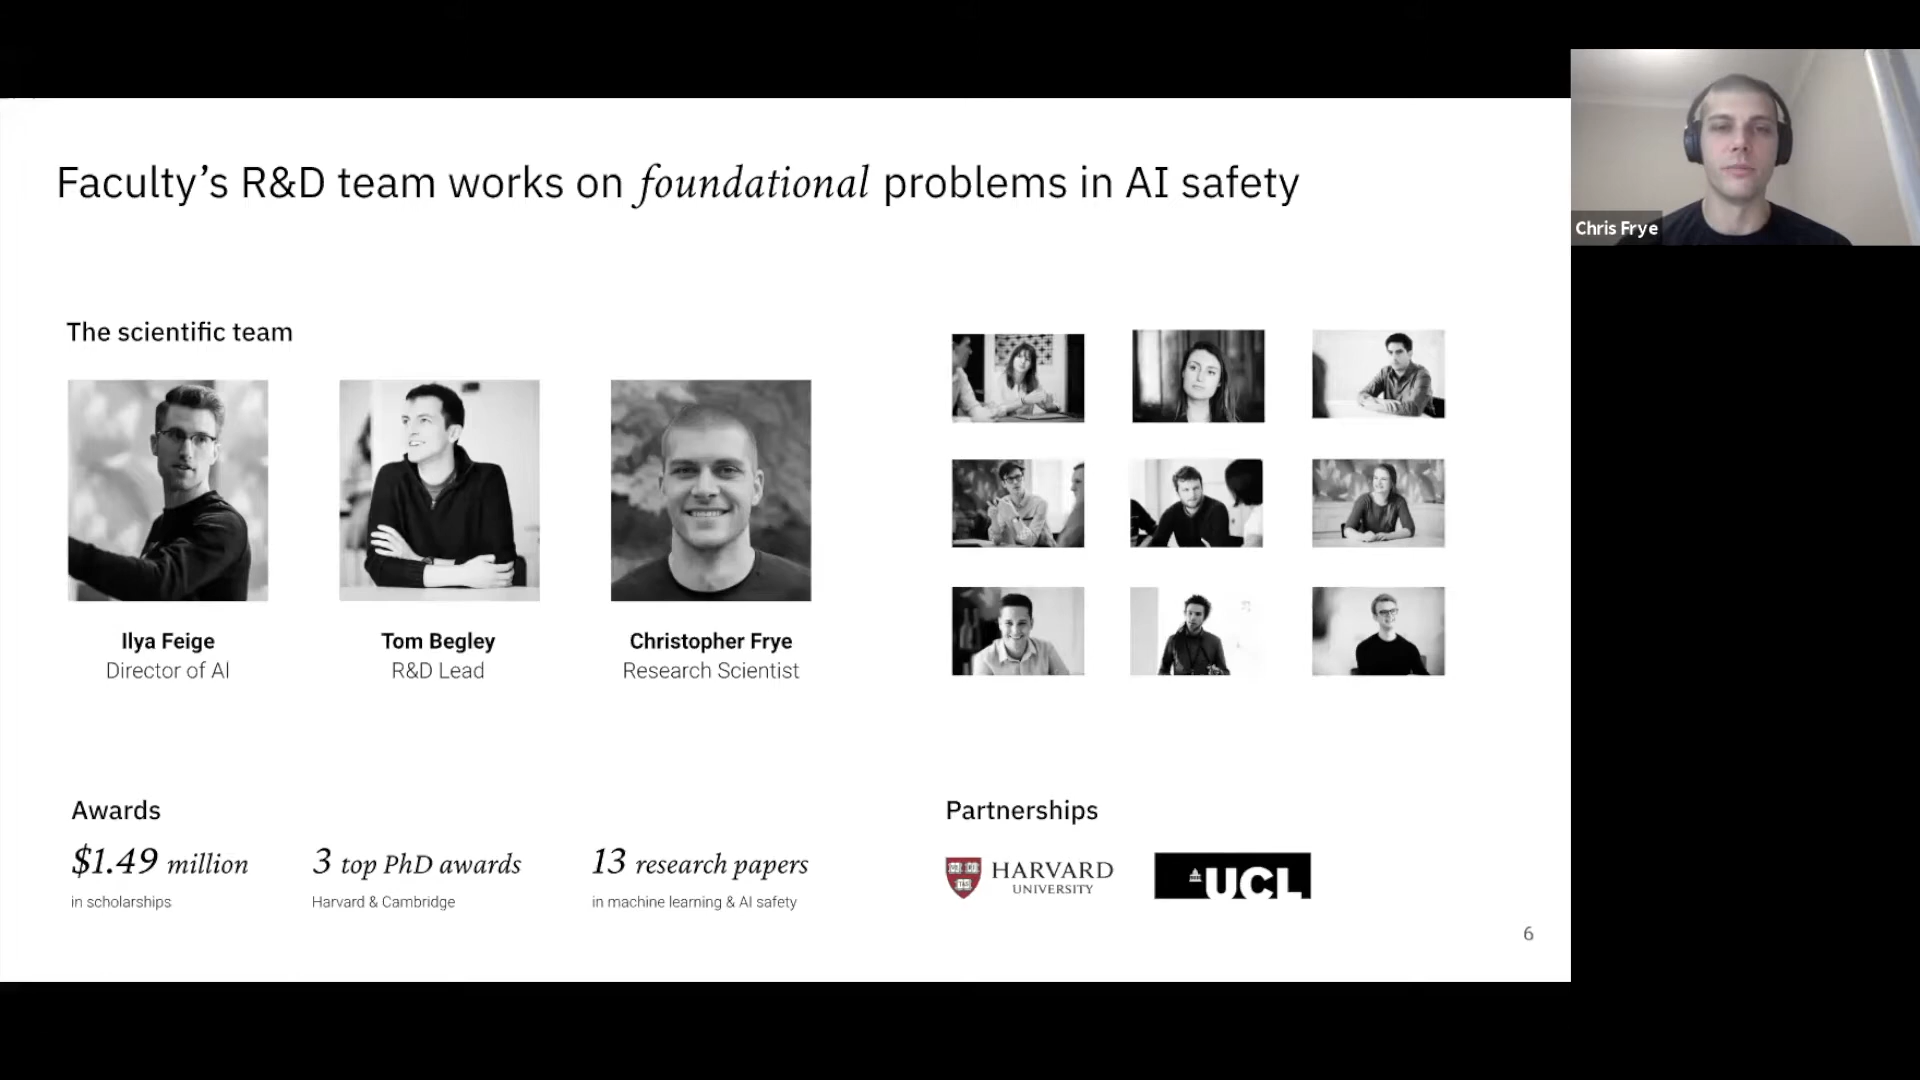 Faculty’s R&D team works on foundational problems in AI safety
Chris Frye
The scientific team
Ilya Feige
Director of AI
Tom Begley
R&D Lead
Christopher Frye
Research Scientist
Awards
$1.49 million
in scholarships
3 top PhD awards
Harvard & Cambridge
13 research papers
in machine learning & AI safety
Partnerships
HARVARD
UNIVERSITY
UCL
6